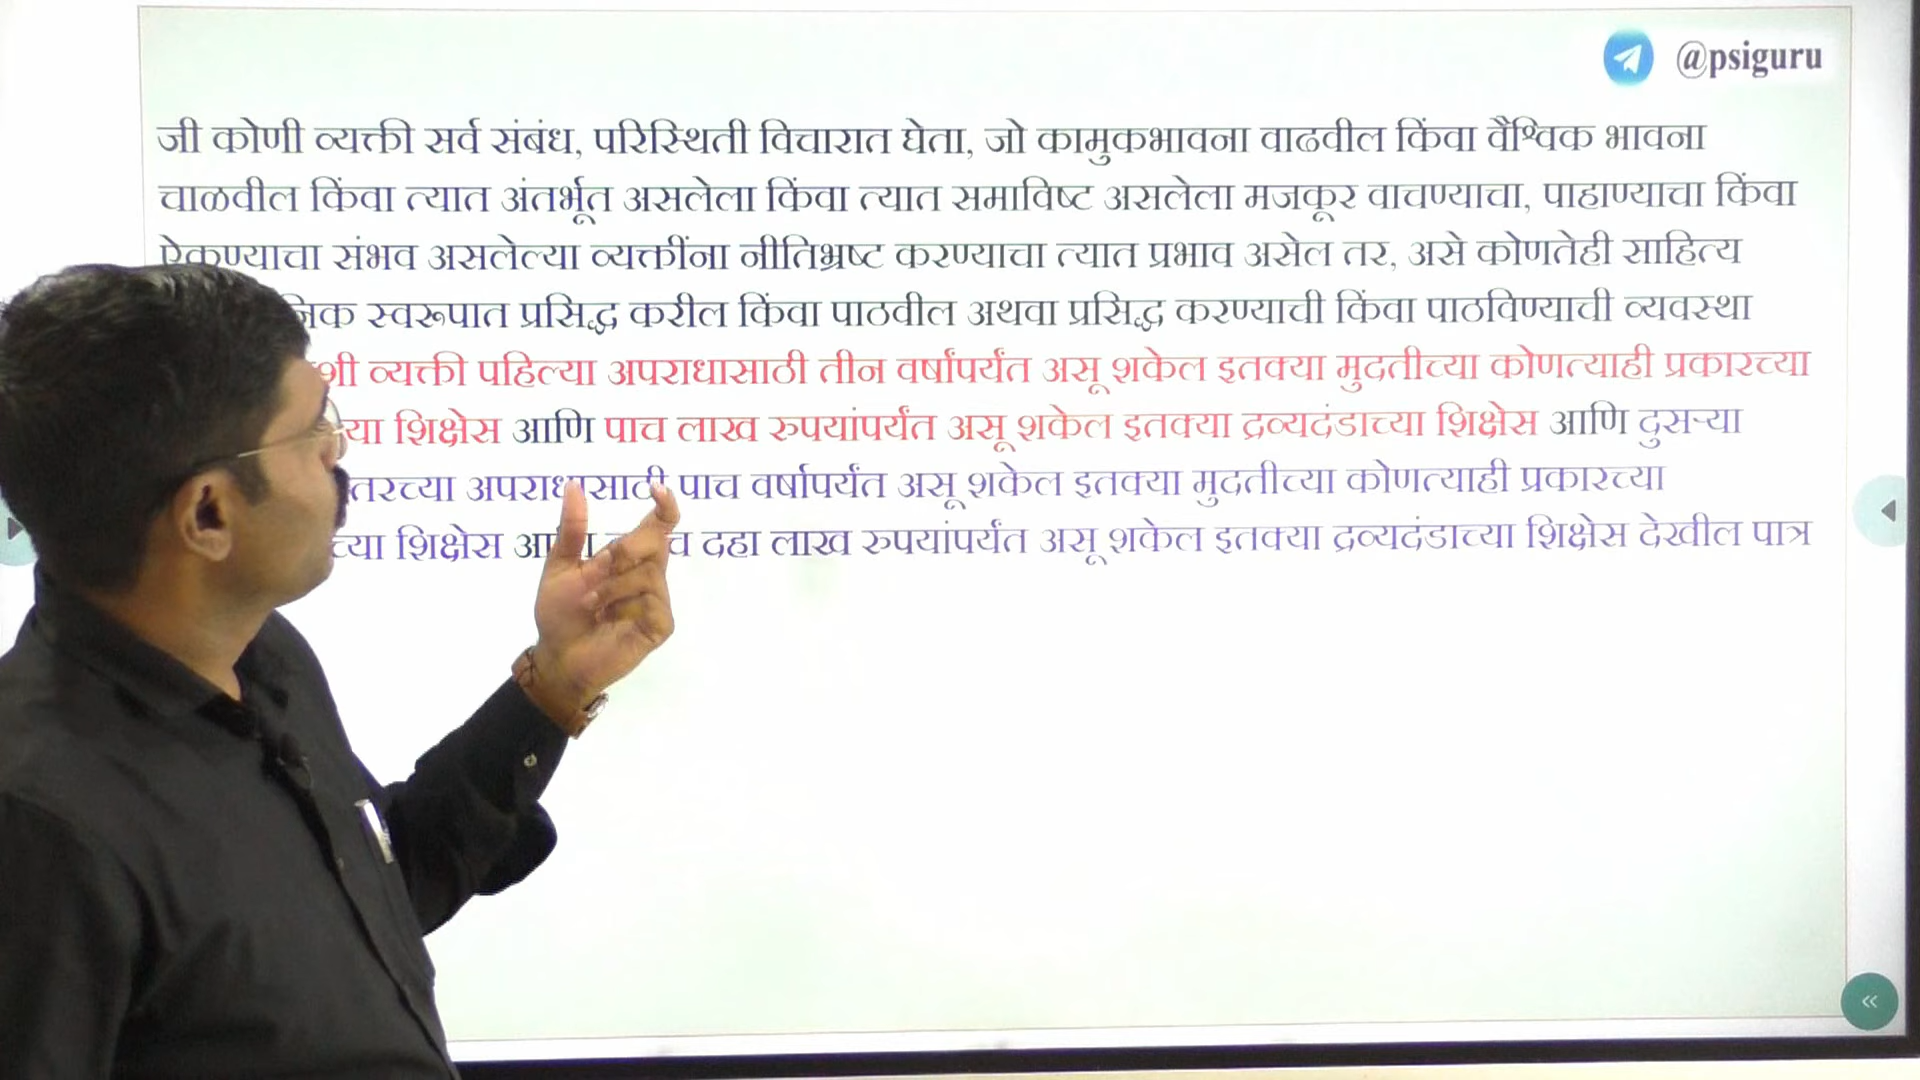 @psiguru
जी कोणी व्यक्ती सर्व संबंध, परिस्थिती विचारात घेता, जो कामुकभावना वाढवील किंवा वैश्विक भावना
चाळवील किंवा त्यात अंतर्भूत असलेला किंवा त्यात समाविष्ट असलेला मजकूर वाचण्याचा, पाहाण्याचा किंवा
ऐकण्याचा संभव असलेल्या व्यक्तींना नीतिभ्रष्ट करण्याचा त्यात प्रभाव असेल तर, असे कोणतेही साहित्य
स्वरूपात प्रसिद्ध करील किंवा पाठवील अथवा प्रसिद्ध करण्याची किंवा पाठविण्याची व्यवस्था
व्यक्ती पहिल्या अपराधासाठी तीन वर्षांपर्यंत असू शकेल इतक्या मुदतीच्या कोणत्याही प्रकारच्या
शिक्षेस आणि पाच लाख रुपयांपर्यंत असू शकेल इतक्या द्रव्यदंडाच्या शिक्षेस आणि दुसऱ्या
अपराधासाठी पाच वर्षापर्यंत असू शकेल इतक्या मुदतीच्या कोणत्याही प्रकारच्या
शिक्षेस दहा लाख रुपयांपर्यंत असू शकेल इतक्या द्रव्यदंडाच्या शिक्षेस देखील पात्र